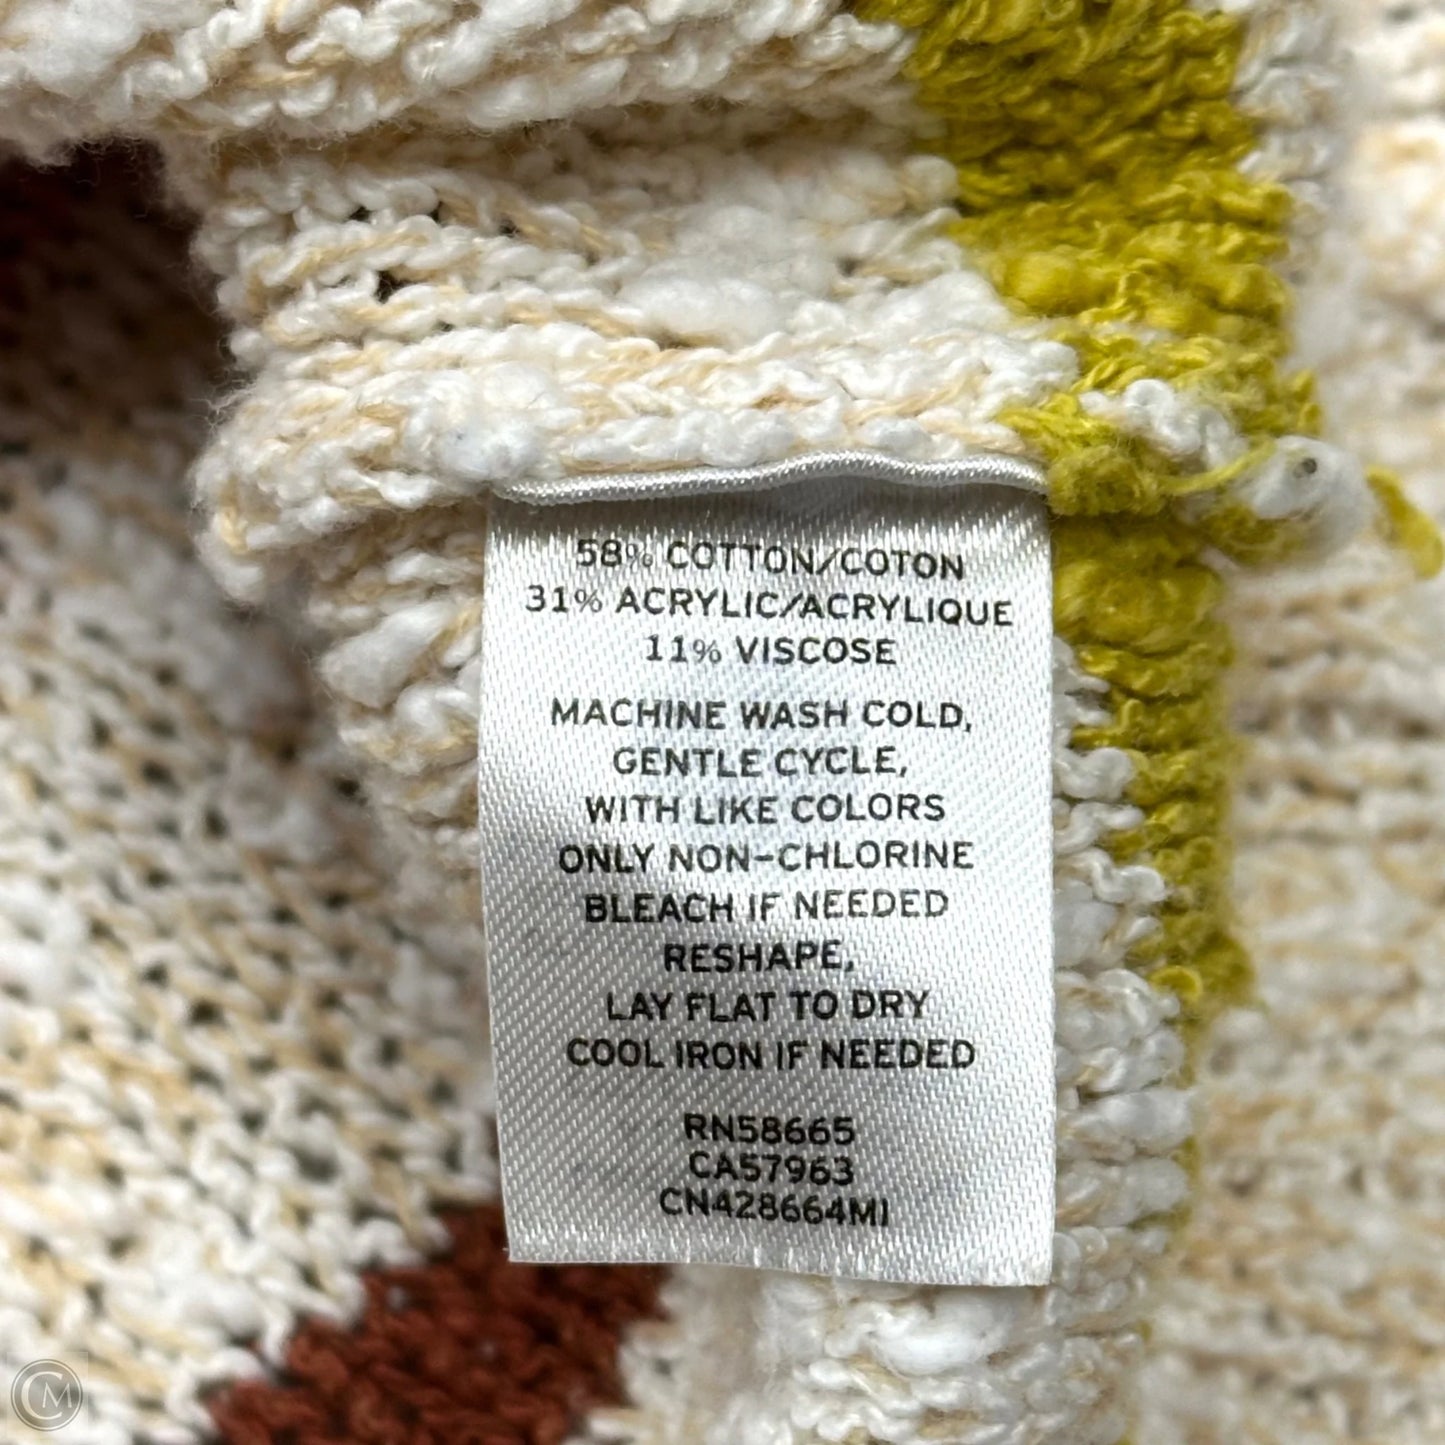 58% COTTON/COTON
31% ACRYLIC/ACRYLIQUE
11% VISCOSE
MACHINE WASH COLD,
GENTLE CYCLE,
WITH LIKE COLORS
ONLY NON-CHLORINE
BLEACH IF NEEDED
RESHAPE,
LAY FLAT TO DRY
COOL IRON IF NEEDED
RN58665
CA57963
CN428664MI
CM